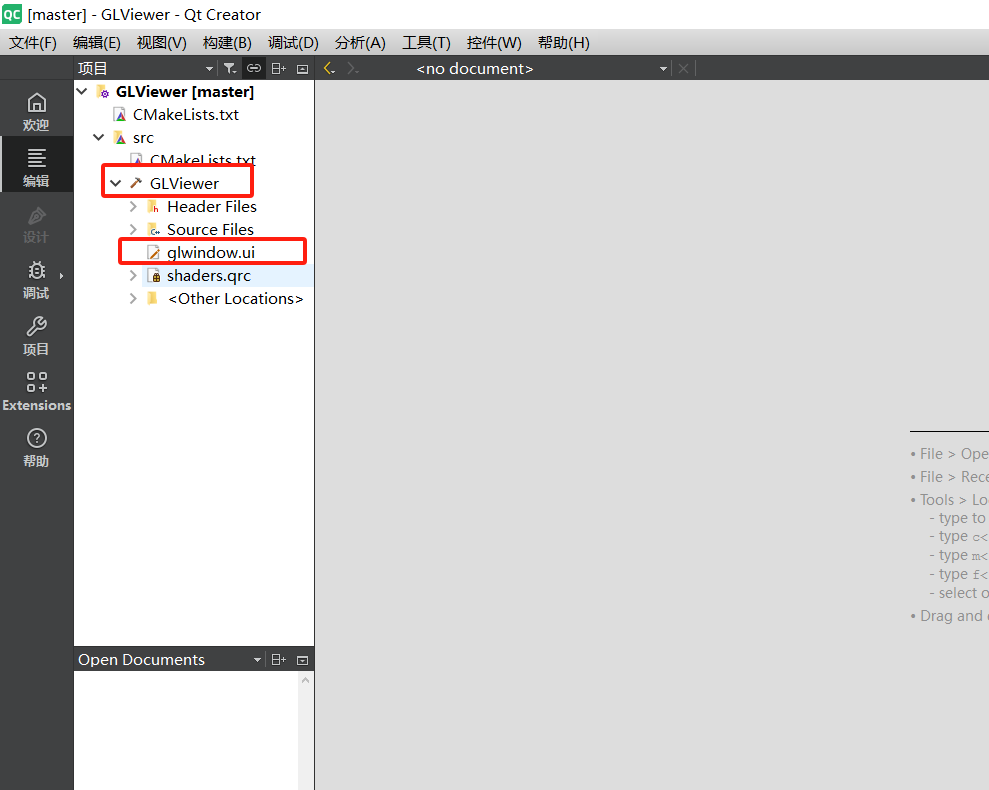 QC [master] - GLViewer - Qt Creator
文件(F) 编辑(E) 视图(V) 构建(B) 调试(D) 分析(A) 工具(T) 控件(W) 帮助(H)
项目 <no document>
GLViewer [master]
CMakeLists.txt
src
CMakeLists.txt
GLViewer
Header Files
Source Files
glwindow.ui
shaders.qrc
<Other Locations>
欢迎
编辑
设计
调试
项目
Extensions
帮助
• File > Ope
• File > Rece
• Tools > Lo
- type to
- type c<
- type m<
- type f<
- select o
• Drag and
Open Documents